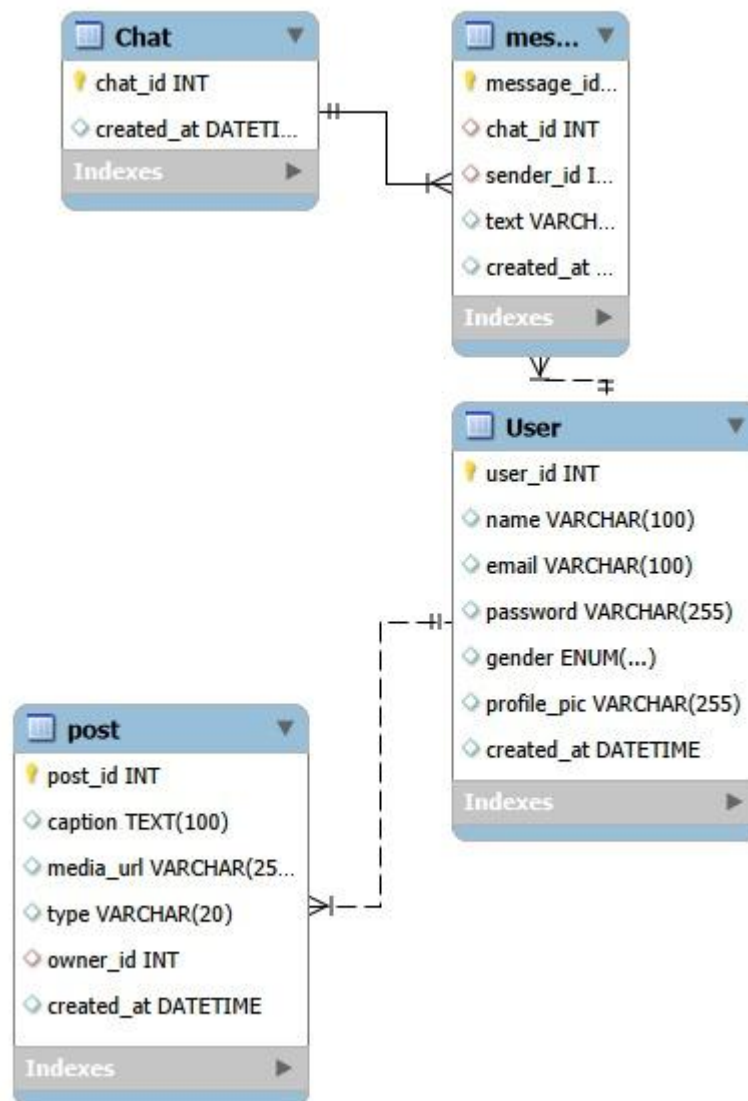 Chat
chat_id INT
created_at DATETI...
Indexes
mes...
message_id...
chat_id INT
sender_id I...
text VARCH...
created_at ...
Indexes
User
user_id INT
name VARCHAR(100)
email VARCHAR(100)
password VARCHAR(255)
gender ENUM(...)
profile_pic VARCHAR(255)
created_at DATETIME
Indexes
post
post_id INT
caption TEXT(100)
media_url VARCHAR(25...
type VARCHAR(20)
owner_id INT
created_at DATETIME
Indexes